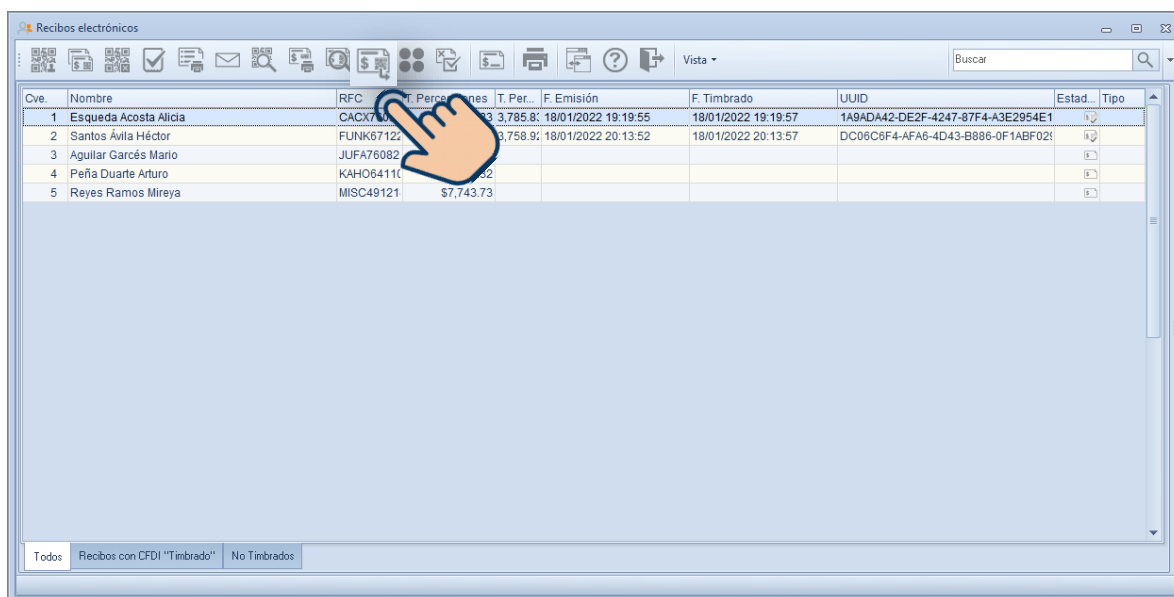 Recibos electrónicos
Vista
Buscar
Cve. Nombre RFC T. Percepciones T. Per... F. Emisión F. Timbrado UUID Estad... Tipo
1 Esqueda Acosta Alicia 3,785.8 18/01/2022 19:19:55 18/01/2022 19:19:57 1A9ADA42-DE2F-4247-87F4-A3E2954E1
2 Santos Ávila Héctor FUNK6712 3,758.9 18/01/2022 20:13:52 18/01/2022 20:13:57 DC06C6F4-AFA6-4D43-B886-0F1ABF029
3 Aguilar Garcés Mario JUFA76082
4 Peña Duarte Arturo KAHO6411
5 Reyes Ramos Mireya MISC49121 $7,743.73
Todos Recibos con CFDI "Timbrado" No Timbrados